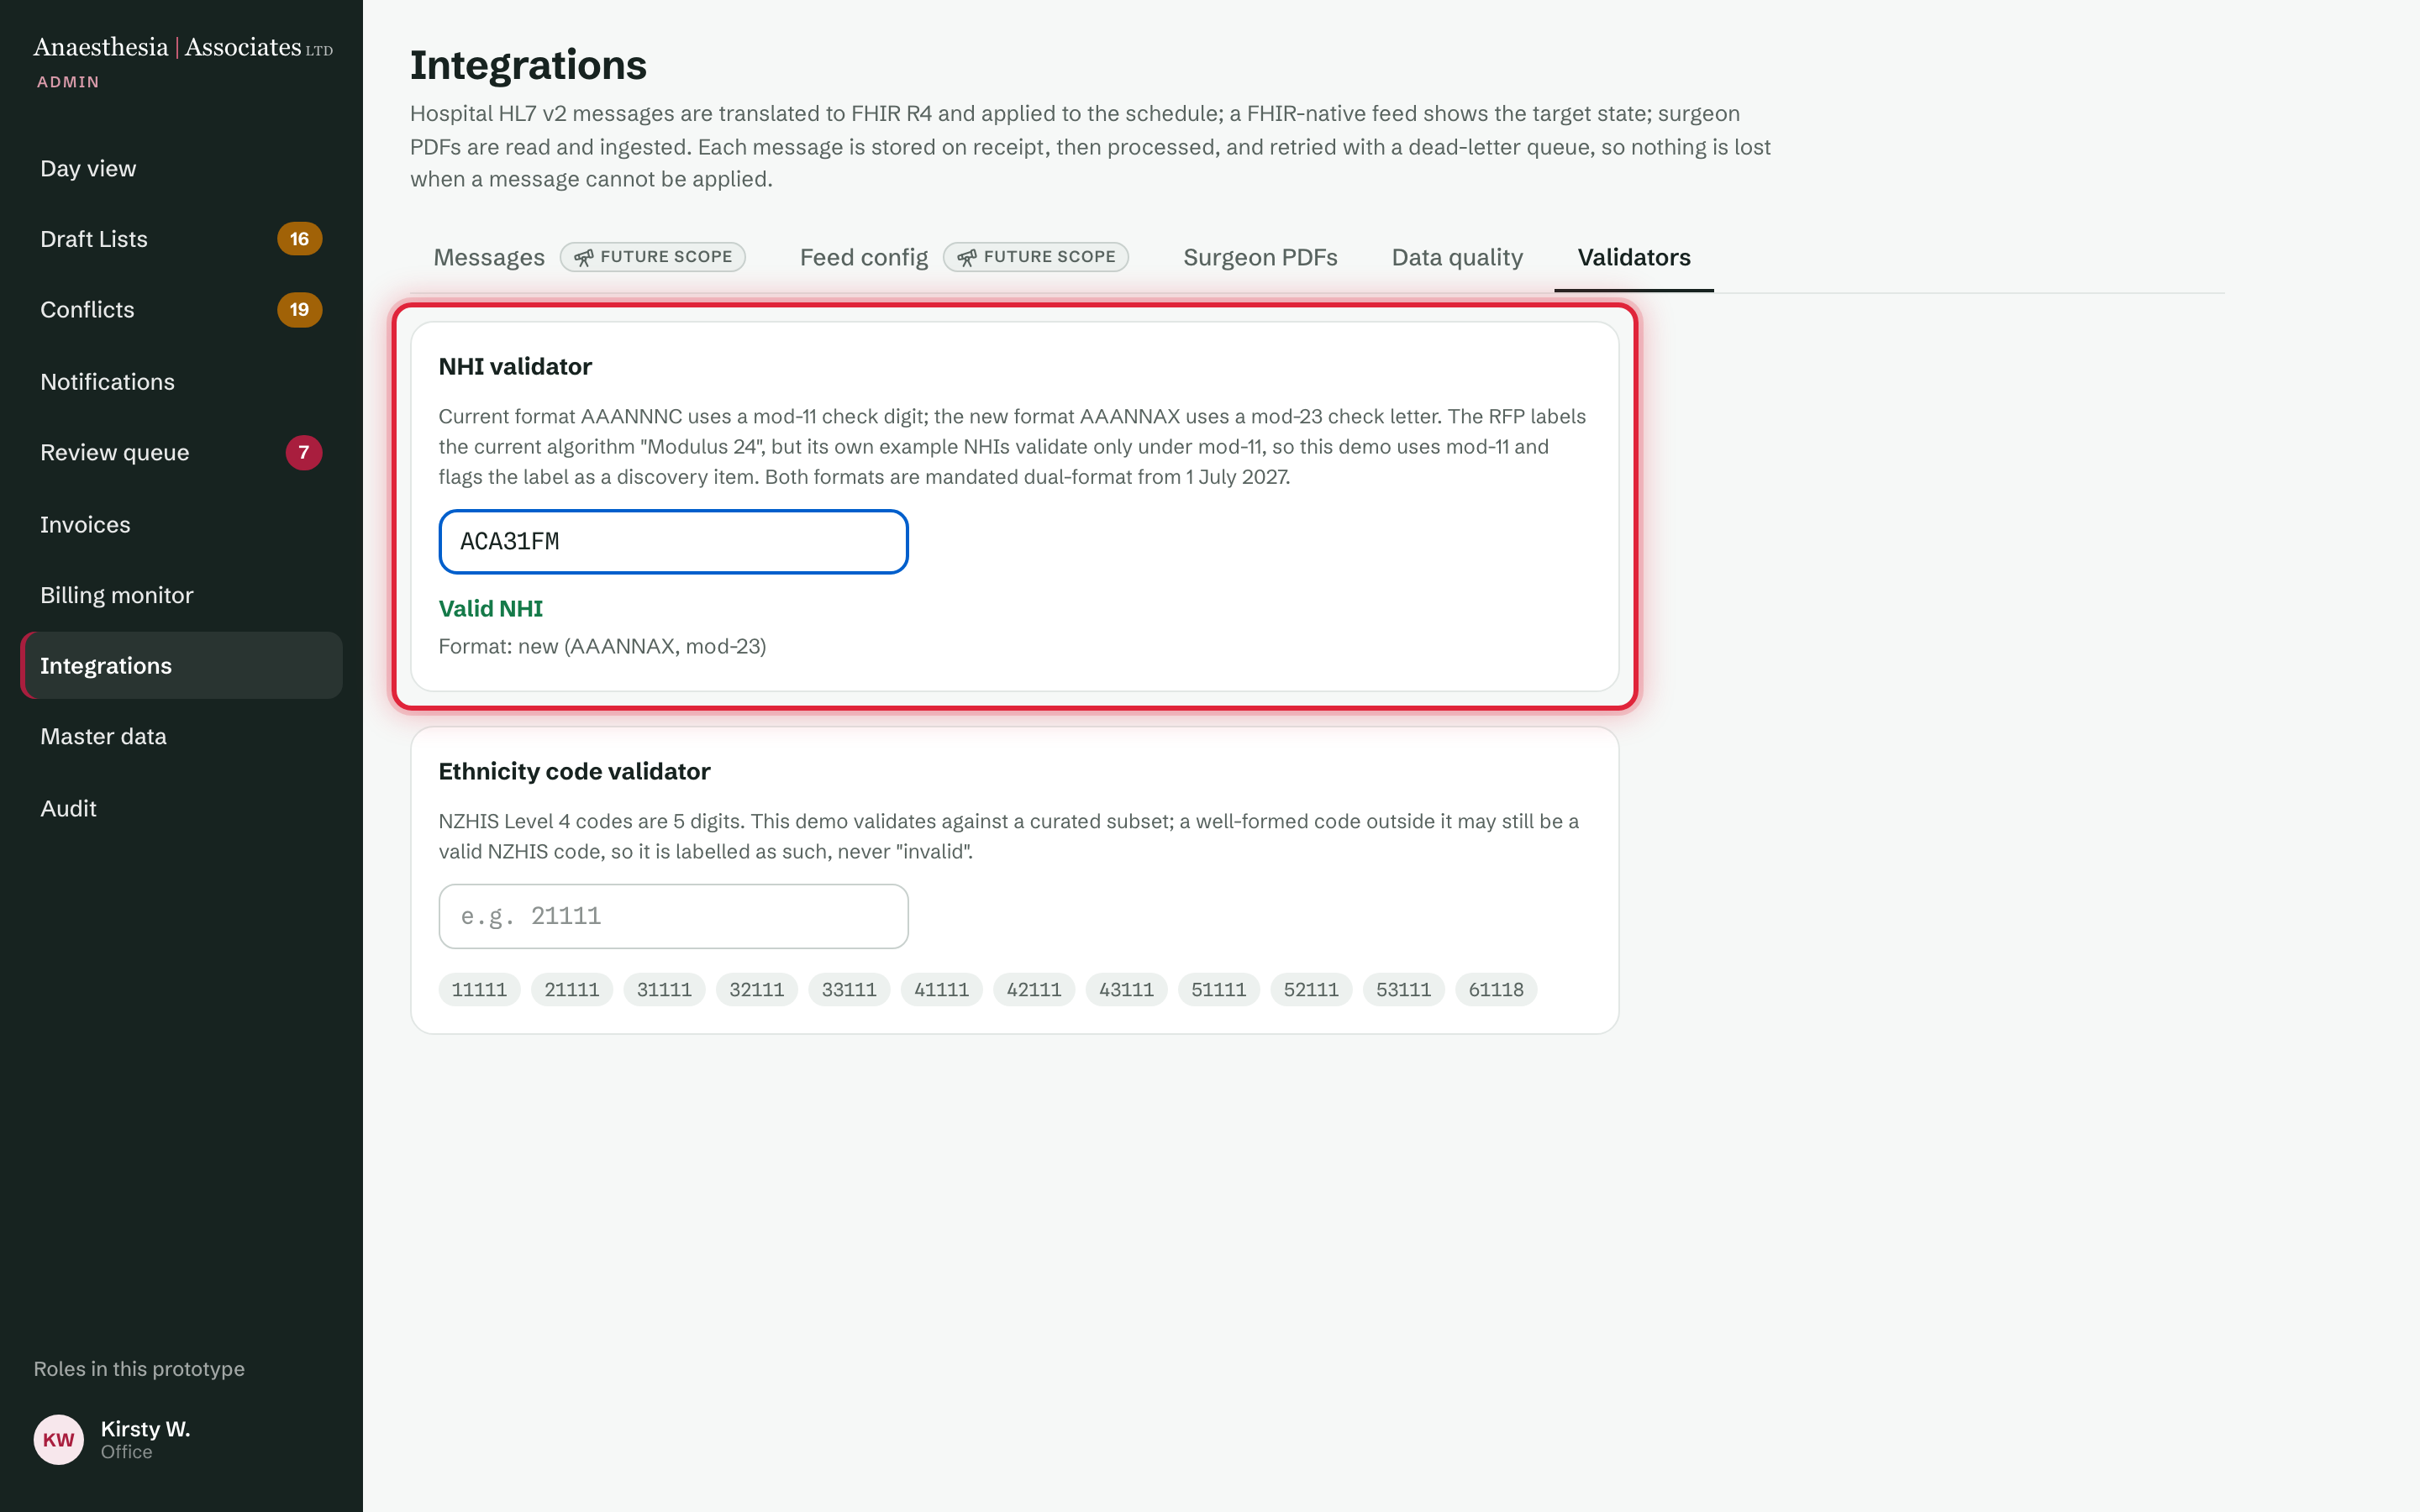 Anaesthesia | Associates LTD
ADMIN
Day view
Draft Lists 16
Conflicts 19
Notifications
Review queue 7
Invoices
Billing monitor
Integrations
Master data
Audit
Roles in this prototype
KW
Kirsty W.
Office
Integrations
Hospital HL7 v2 messages are translated to FHIR R4 and applied to the schedule; a FHIR-native feed shows the target state; surgeon
PDFs are read and ingested. Each message is stored on receipt, then processed, and retried with a dead-letter queue, so nothing is lost
when a message cannot be applied.
Messages FUTURE SCOPE Feed config FUTURE SCOPE Surgeon PDFs Data quality Validators
NHI validator
Current format AAANNNC uses a mod-11 check digit; the new format AAANNAX uses a mod-23 check letter. The RFP labels
the current algorithm "Modulus 24", but its own example NHIs validate only under mod-11, so this demo uses mod-11 and
flags the label as a discovery item. Both formats are mandated dual-format from 1 July 2027.
ACA31FM
Valid NHI
Format: new (AAANNAX, mod-23)
Ethnicity code validator
NZHIS Level 4 codes are 5 digits. This demo validates against a curated subset; a well-formed code outside it may still be a
valid NZHIS code, so it is labelled as such, never "invalid".
e.g. 21111
11111 21111 31111 32111 33111 41111 42111 43111 51111 52111 53111 61118